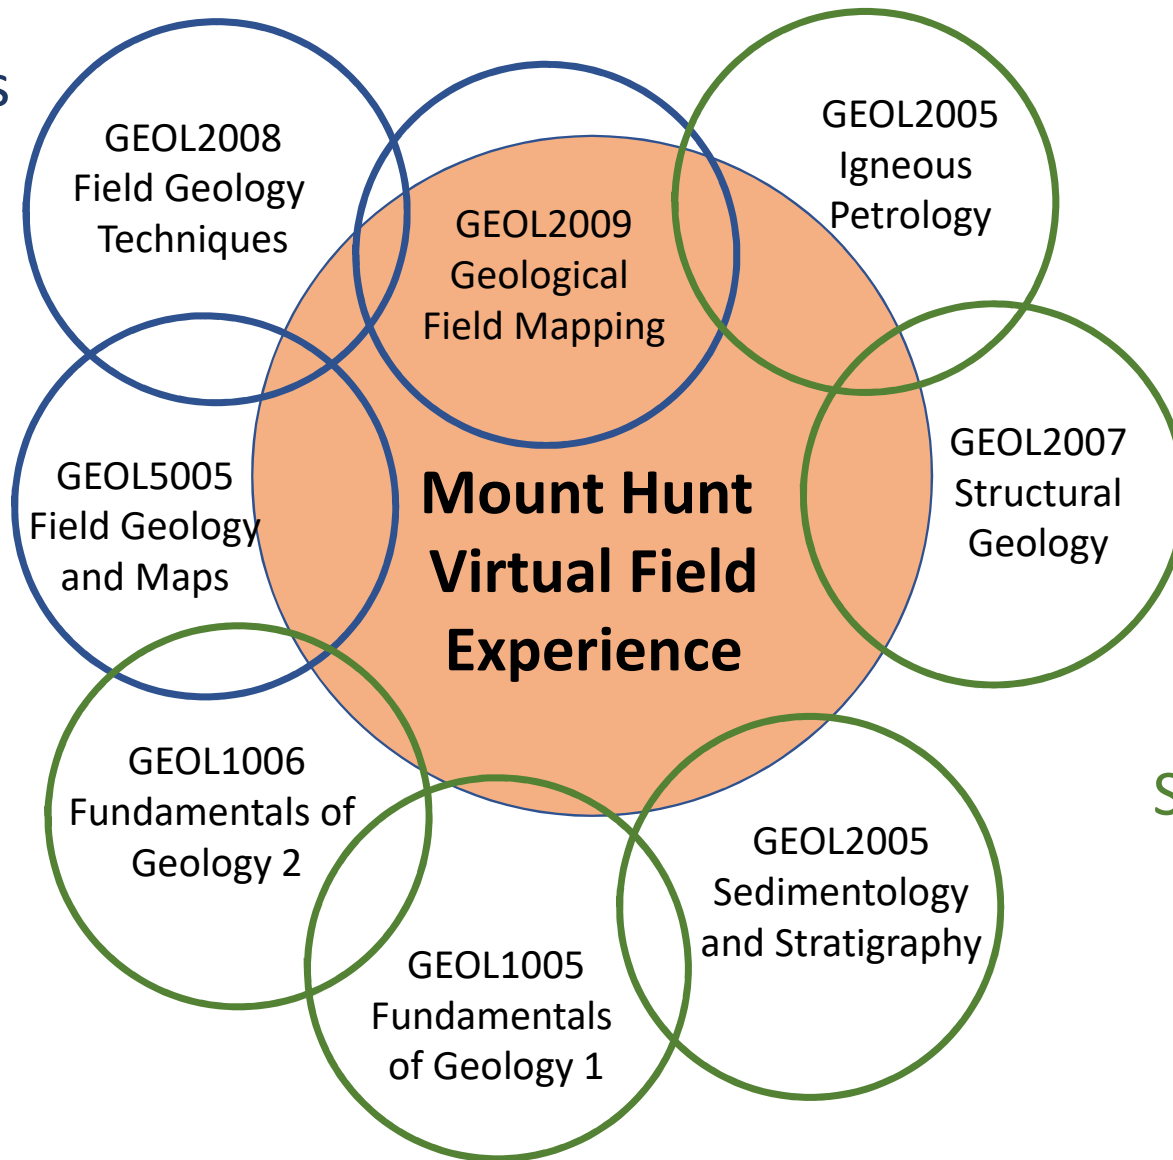 s
GEOL2008
Field Geology
Techniques
GEOL2009
Geological
Field Mapping
GEOL2005
Igneous
Petrology
GEOL5005
Field Geology
and Maps
Mount Hunt
Virtual Field
Experience
GEOL2007
Structural
Geology
GEOL1006
Fundamentals of
Geology 2
GEOL1005
Fundamentals
of Geology 1
GEOL2005
Sedimentology
and Stratigraphy
S